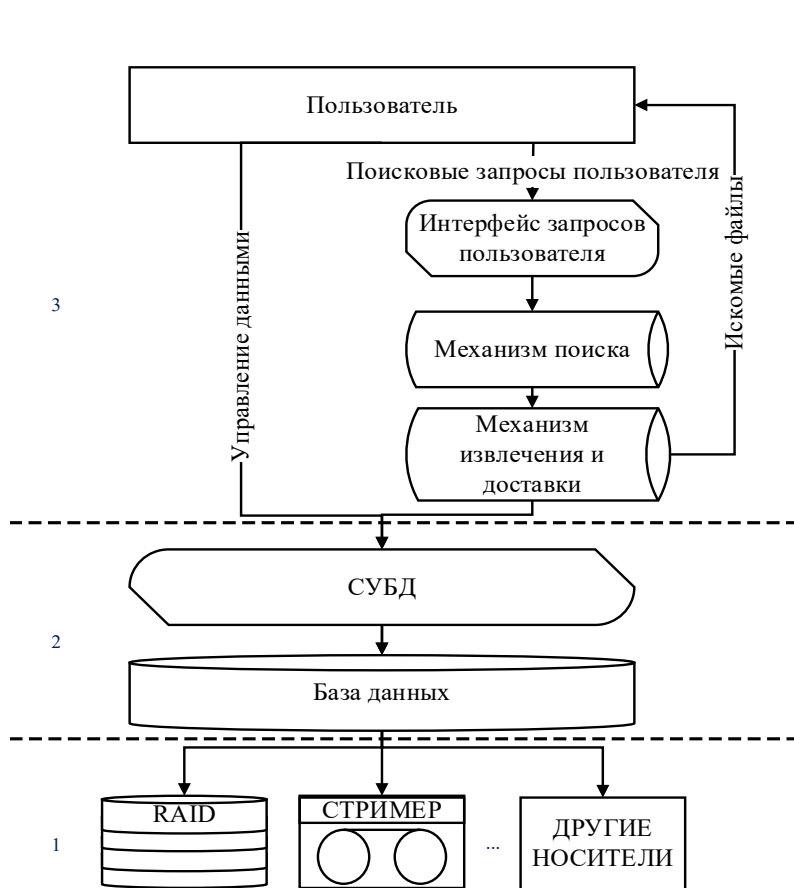 Пользователь
Поисковые запросы пользователя
Интерфейс запросов
пользователя
Управление данными
Искомые файлы
3
Механизм поиска
Механизм
извлечения и
доставки
СУБД
2
База данных
RAID
СТРИМЕР
...
ДРУГИЕ
НОСИТЕЛИ
1